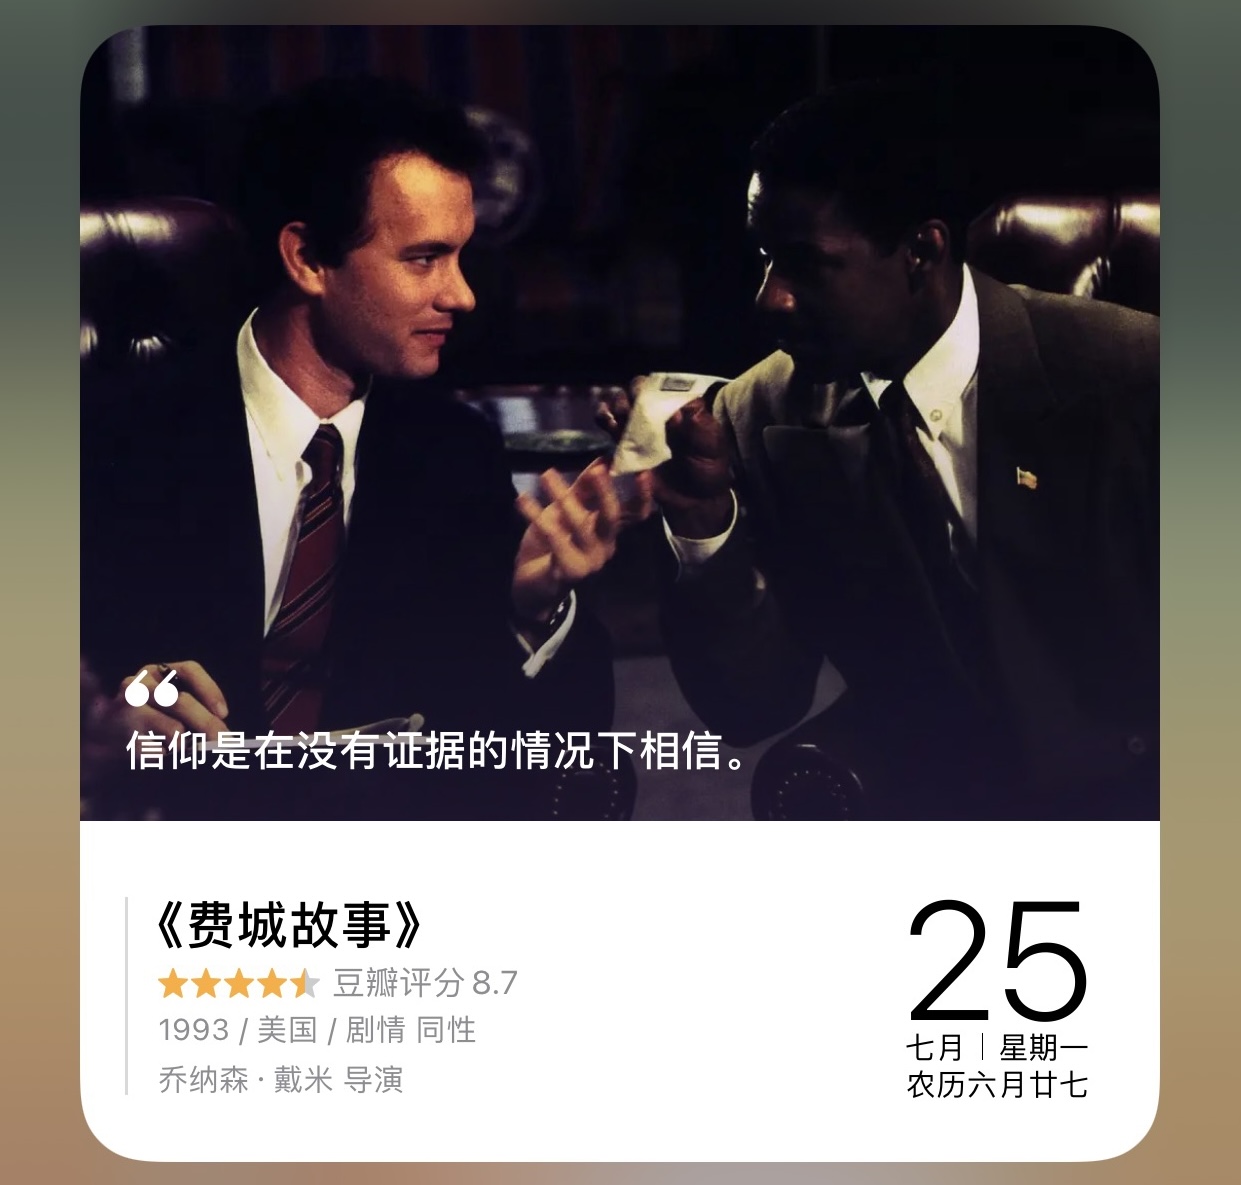 “
信仰是在没有证据的情况下相信。
《费城故事》
豆瓣评分 8.7
1993 / 美国 / 剧情 同性
乔纳森·戴米 导演
25
七月 | 星期一
农历六月廿七